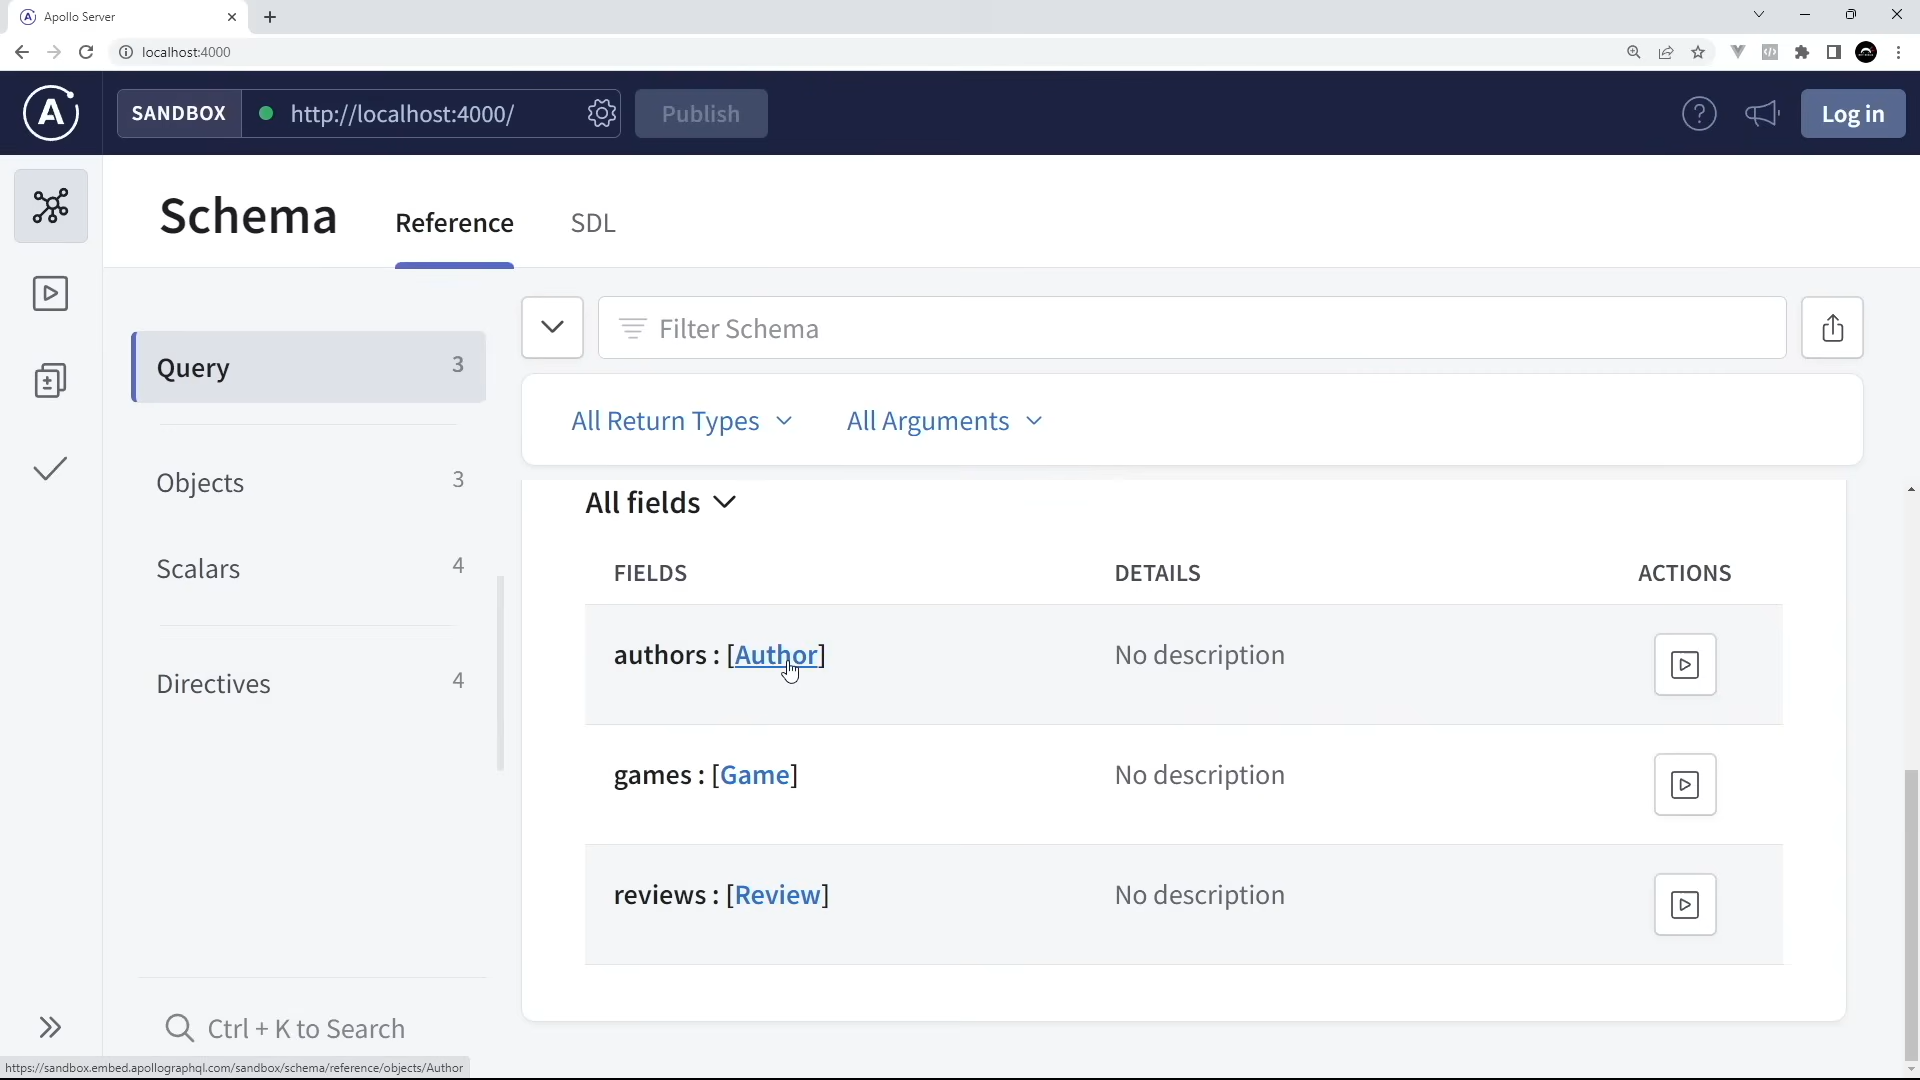 Apollo Server
localhost:4000
SANDBOX
http://localhost:4000/
Publish
Log in
Schema
Reference
SDL
Query 3
Objects 3
Scalars 4
Directives 4
Ctrl + K to Search
Filter Schema
All Return Types
All Arguments
All fields
FIELDS DETAILS ACTIONS
authors : [Author] No description
games : [Game] No description
reviews : [Review] No description
https://sandbox.embed.apollographql.com/sandbox/schema/reference/objects/Author